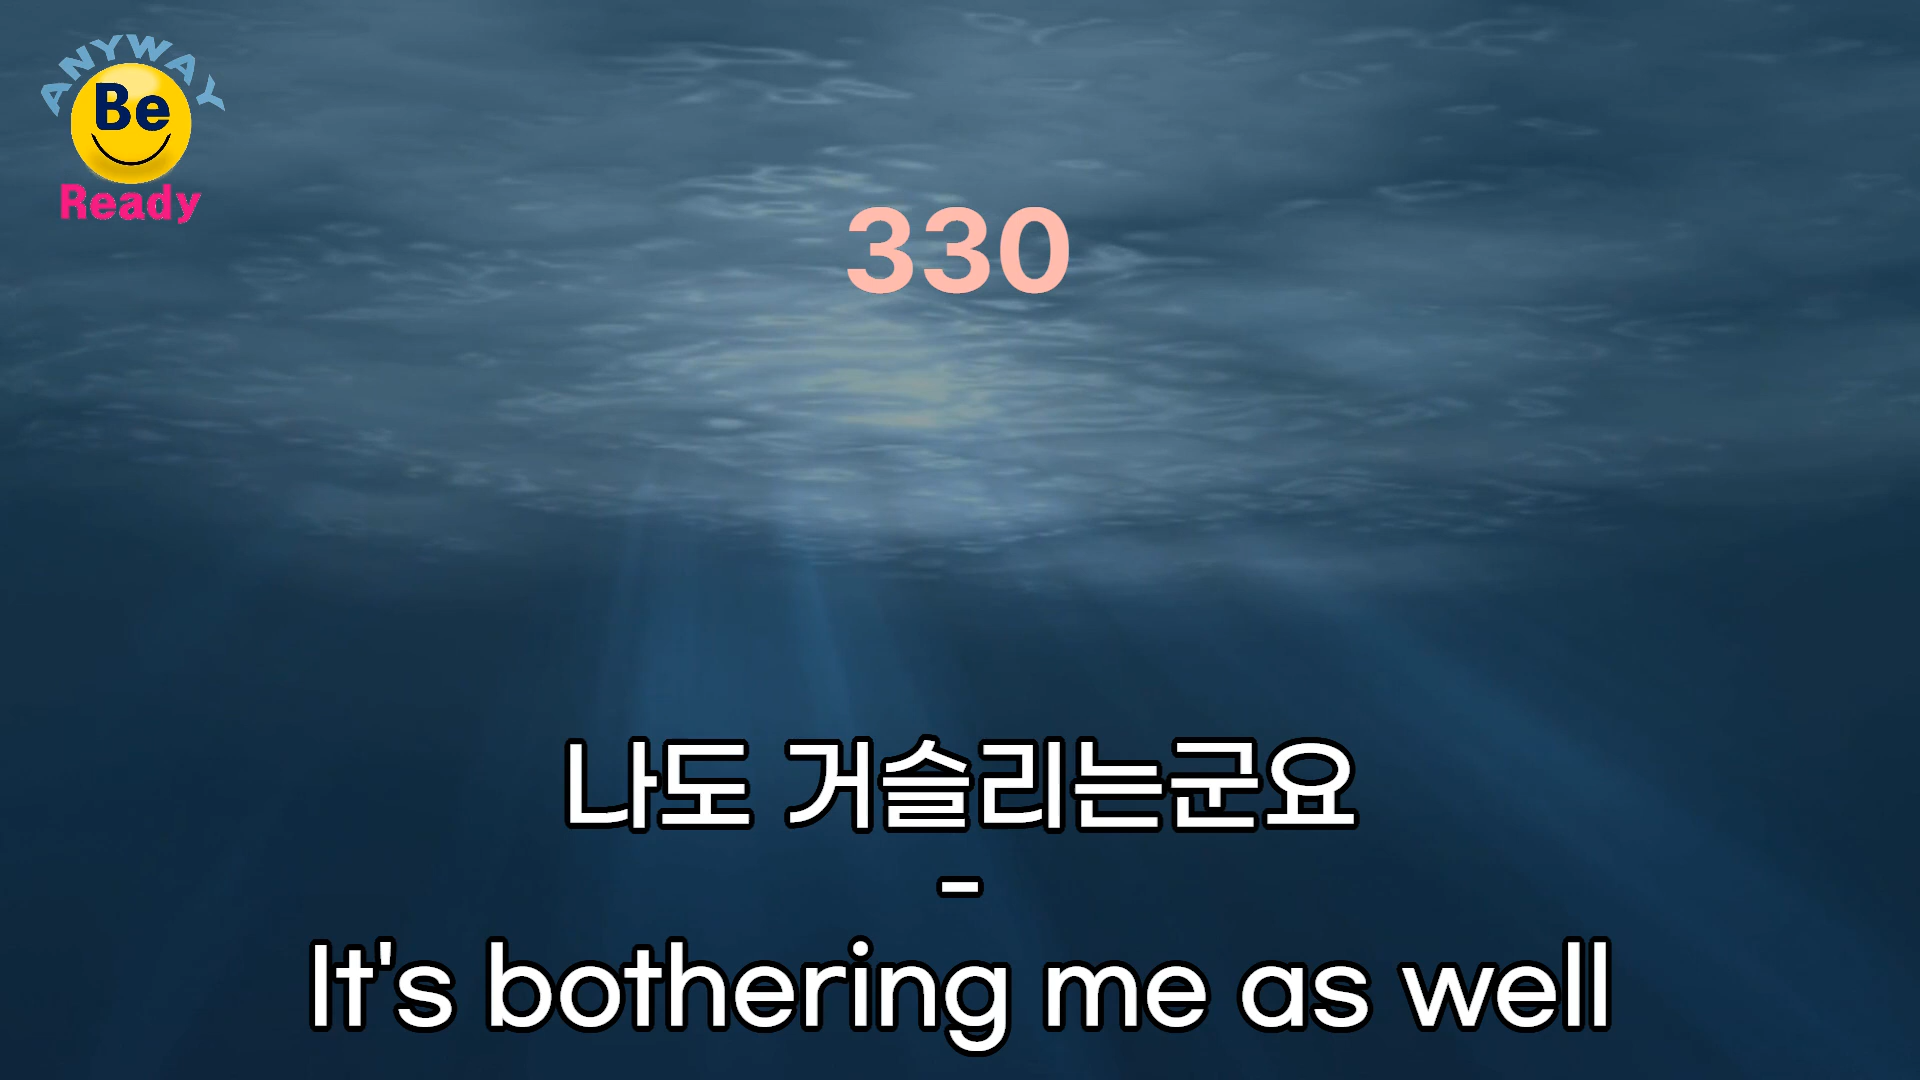 ANYWAY
Be
Ready
330
나도 거슬리는군요
-
It's bothering me as well